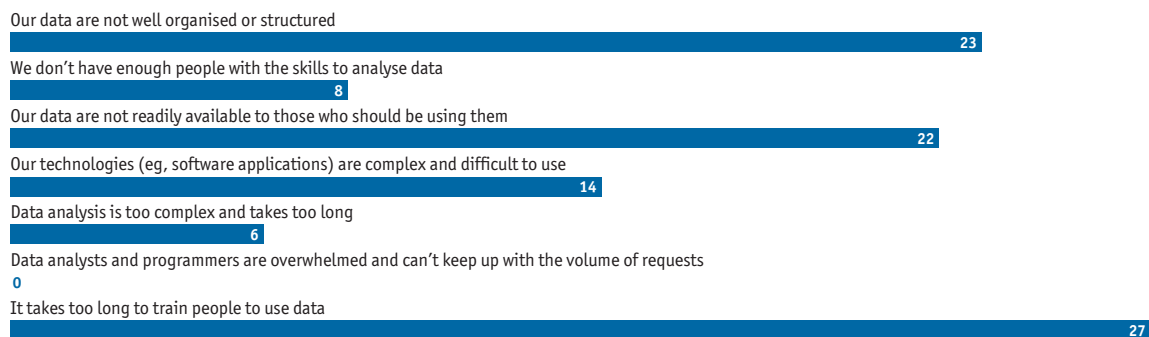 Our data are not well organised or structured
23
We don't have enough people with the skills to analyse data
8
Our data are not readily available to those who should be using them
22
Our technologies (eg, software applications) are complex and difficult to use
14
Data analysis is too complex and takes too long
6
Data analysts and programmers are overwhelmed and can't keep up with the volume of requests
0
It takes too long to train people to use data
27